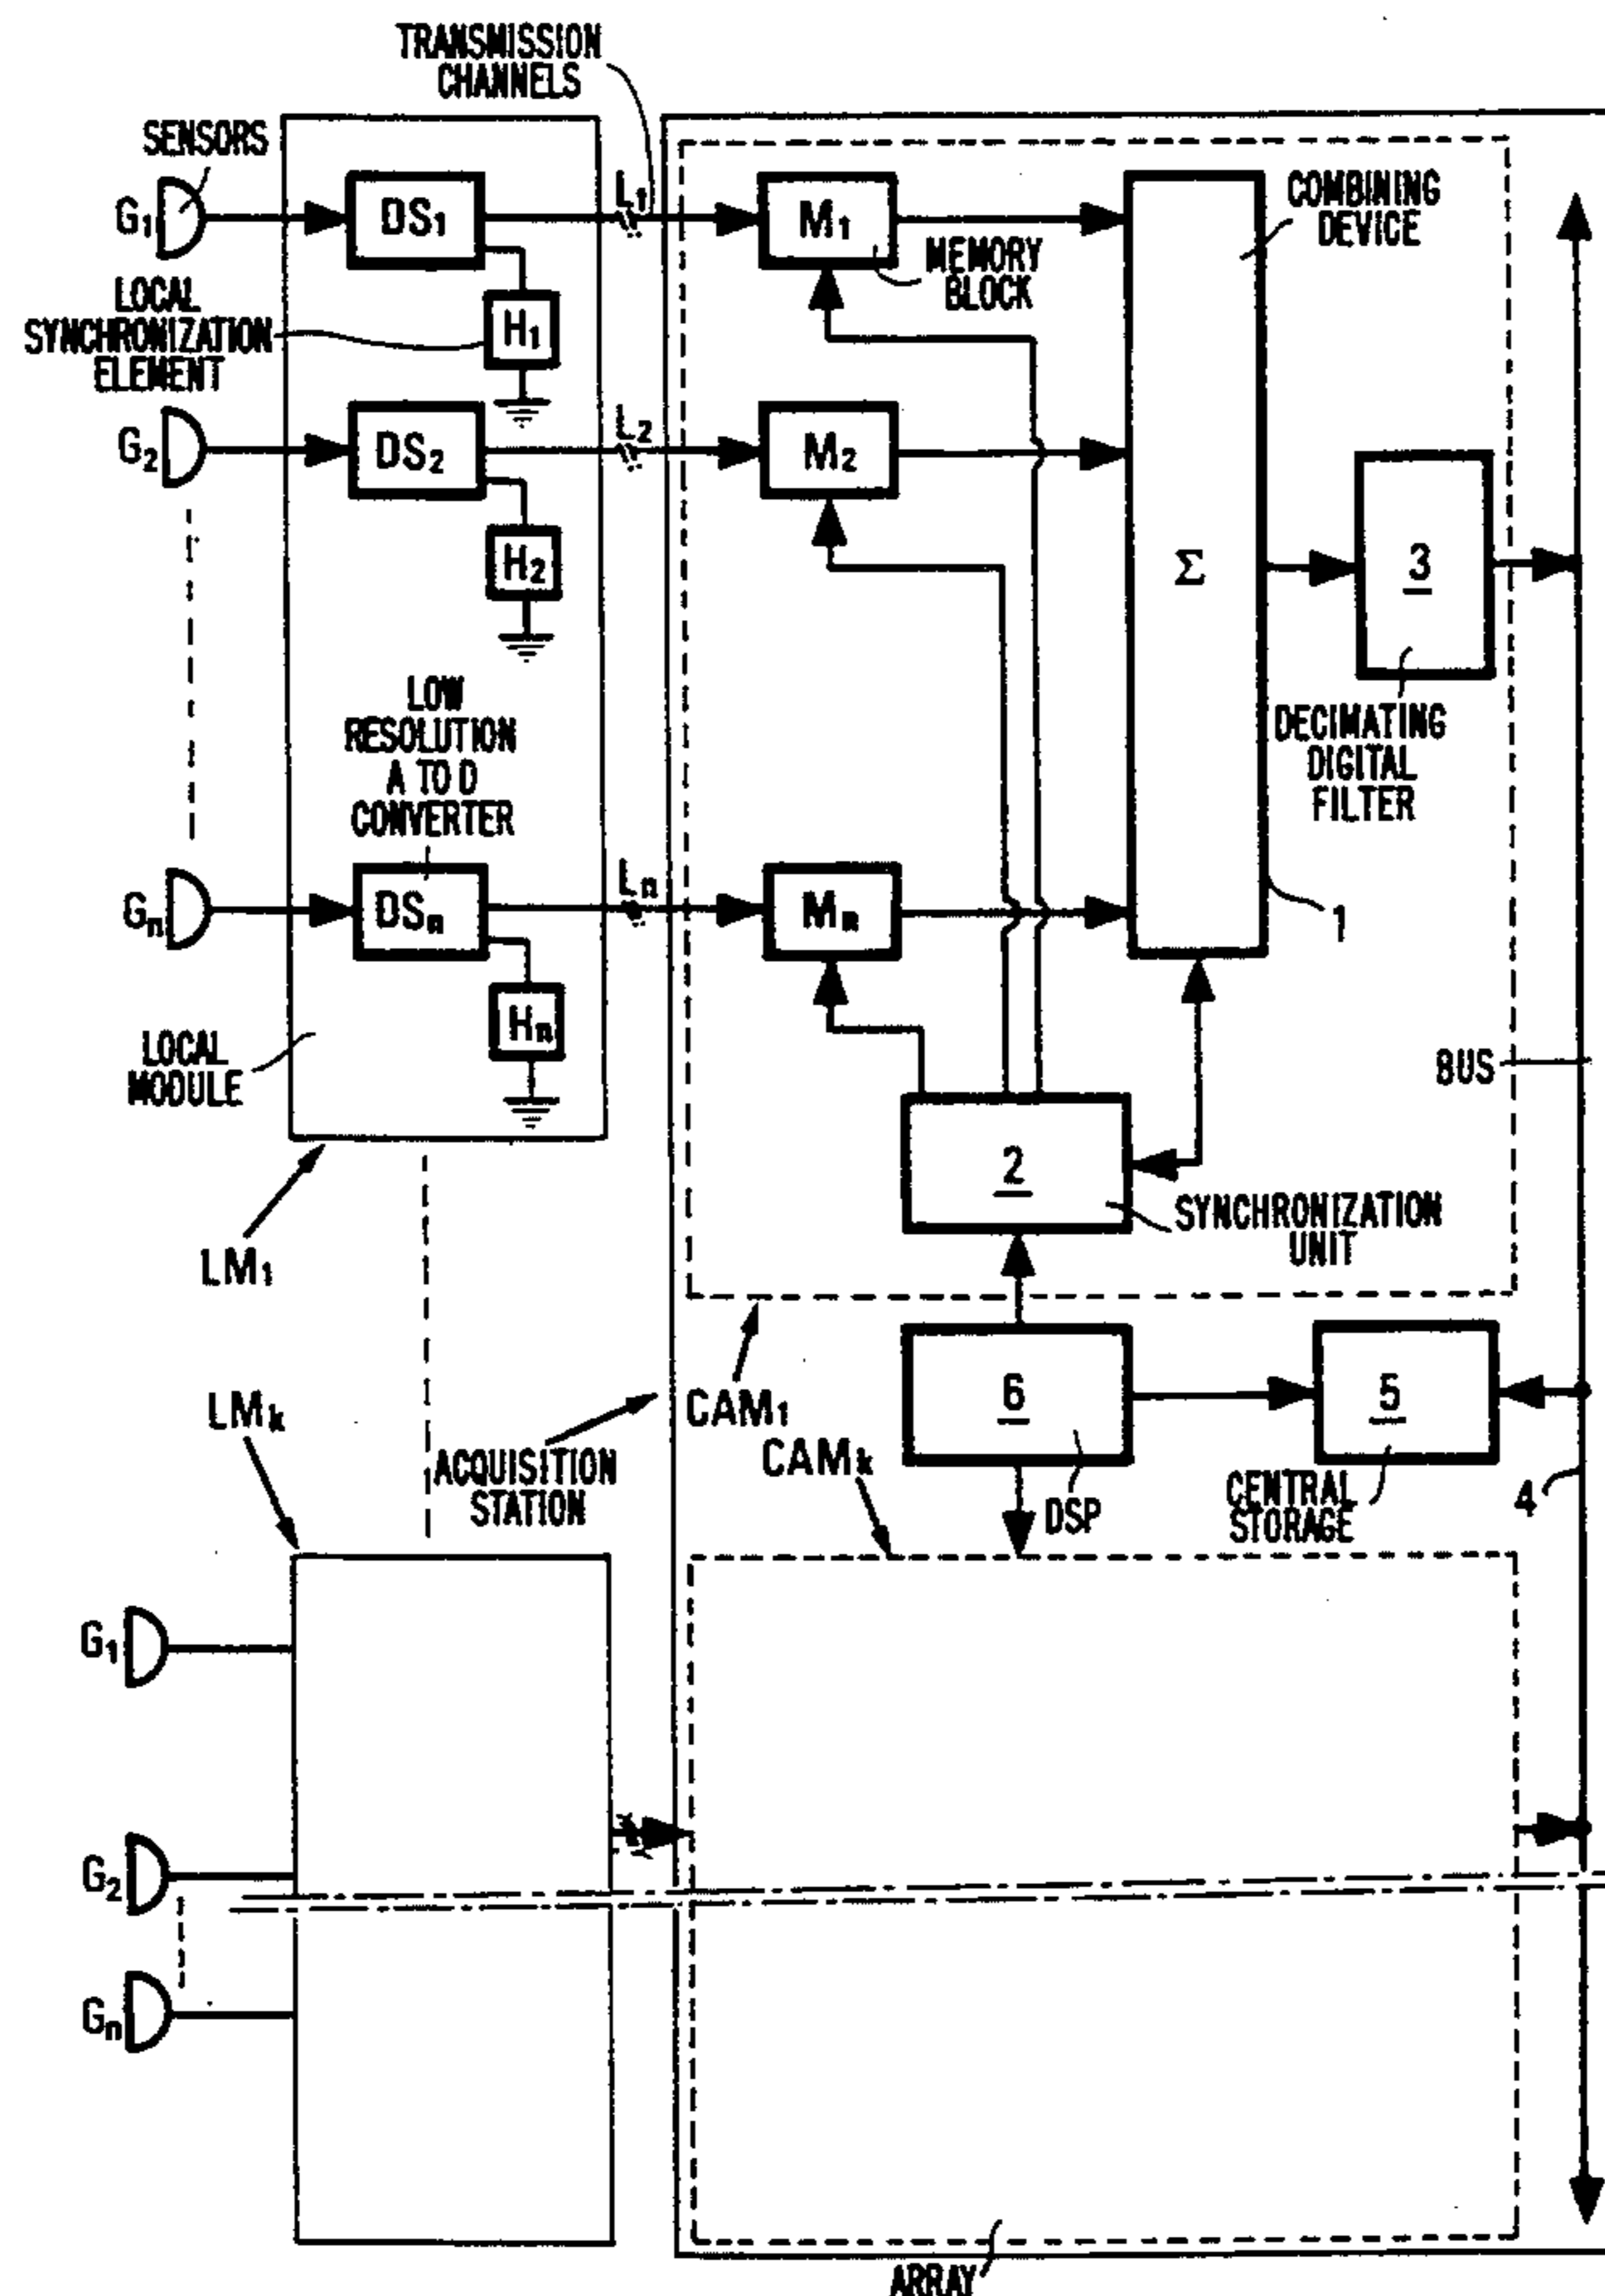 TRANSMISSION
CHANNELS
SENSORS
G1
DS1
L1
M1
MEMORY
BLOCK
COMBINING
DEVICE
LOCAL
SYNCHRONIZATION
ELEMENT
H1
G2
DS2
L2
M2
H2
Σ
3
LOW
RESOLUTION
A TO D
CONVERTER
DECIMATING
DIGITAL
FILTER
Gn
DSn
Ln
Mn
1
Hn
LOCAL
MODULE
BUS
2
SYNCHRONIZATION
UNIT
LM1
CAM1
6
5
LMk
ACQUISITION
STATION
CAMk
DSP
CENTRAL
STORAGE
4
G1
G2
Gn
ARRAY